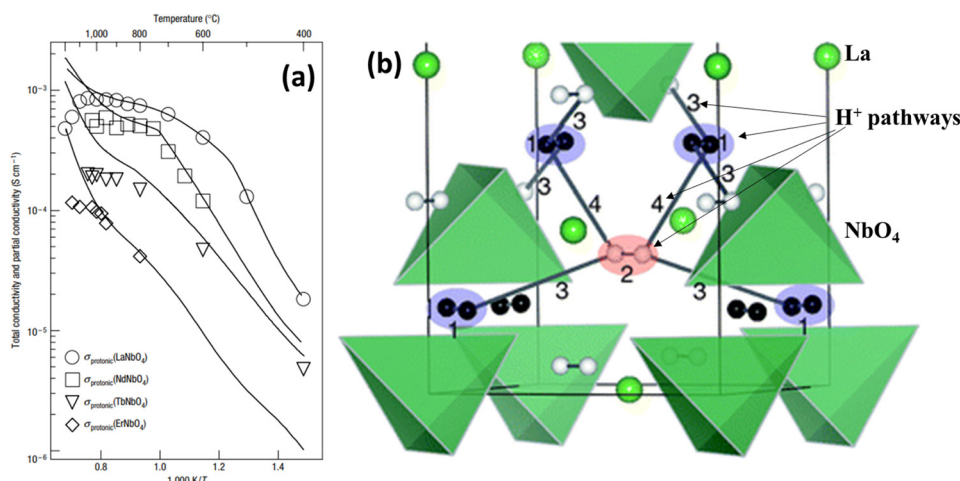 Temperature (°C)
1,000 800 600 400
(a)
Total conductivity and partial conductivity (S cm⁻¹)
10⁻³
10⁻⁴
10⁻⁵
10⁻⁶
σprotonic(LaNbO₄)
σprotonic(NdNbO₄)
σprotonic(TbNbO₄)
σprotonic(ErNbO₄)
0.8 1.0 1.2 1.4
1,000 K/T
(b)
La
H⁺ pathways
NbO₄
3 3
1 1
3 3
4 4
2
3 3
1 1